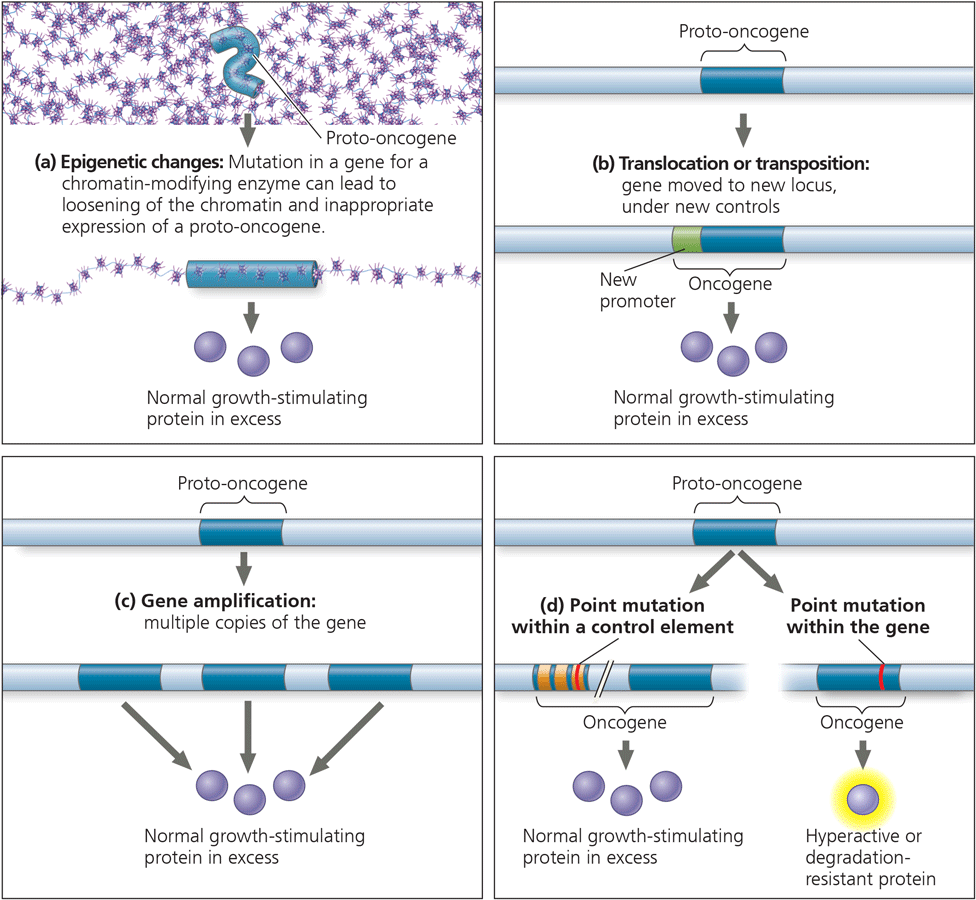 Proto-oncogene
(a) Epigenetic changes: Mutation in a gene for a
chromatin-modifying enzyme can lead to
loosening of the chromatin and inappropriate
expression of a proto-oncogene.
Normal growth-stimulating
protein in excess
Proto-oncogene
(b) Translocation or transposition:
gene moved to new locus,
under new controls
New
promoter
Oncogene
Normal growth-stimulating
protein in excess
Proto-oncogene
(c) Gene amplification:
multiple copies of the gene
Normal growth-stimulating
protein in excess
Proto-oncogene
(d) Point mutation
within a control element
Point mutation
within the gene
Oncogene
Oncogene
Normal growth-stimulating
protein in excess
Hyperactive or
degradation-
resistant protein